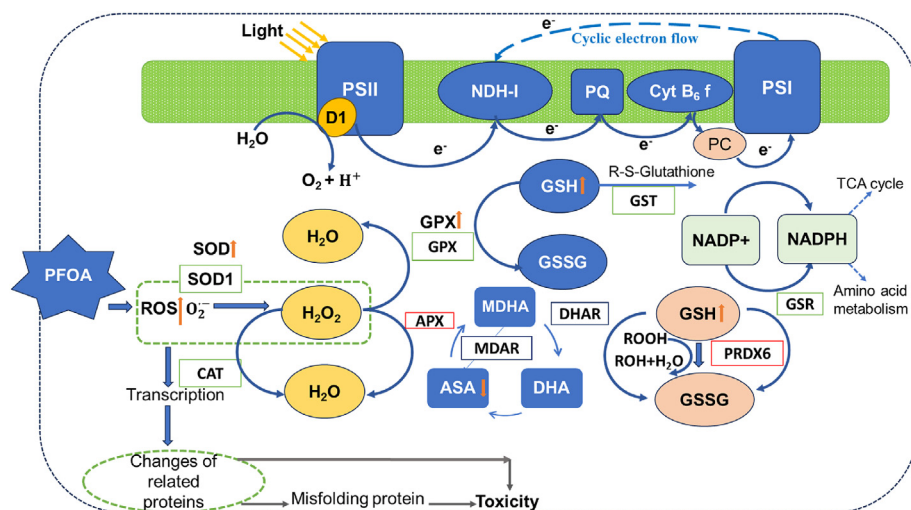 Light
e-
Cyclic electron flow
PSII
NDH-I
PQ
Cyt B6 f
PSI
D1
H2O
e-
e-
e-
PC
e-
O2 + H+
GSH
R-S-Glutathione
GST
TCA cycle
GPX
GPX
H2O
NADP+
NADPH
SOD
SOD1
GSSG
PFOA
Amino acid
metabolism
GSR
ROS
O2·−
H2O2
MDHA
DHAR
GSH
APX
ROOH
MDAR
PRDX6
ROH+H2O
CAT
H2O
ASA
DHA
Transcription
GSSG
Changes of
related
proteins
Misfolding protein
Toxicity